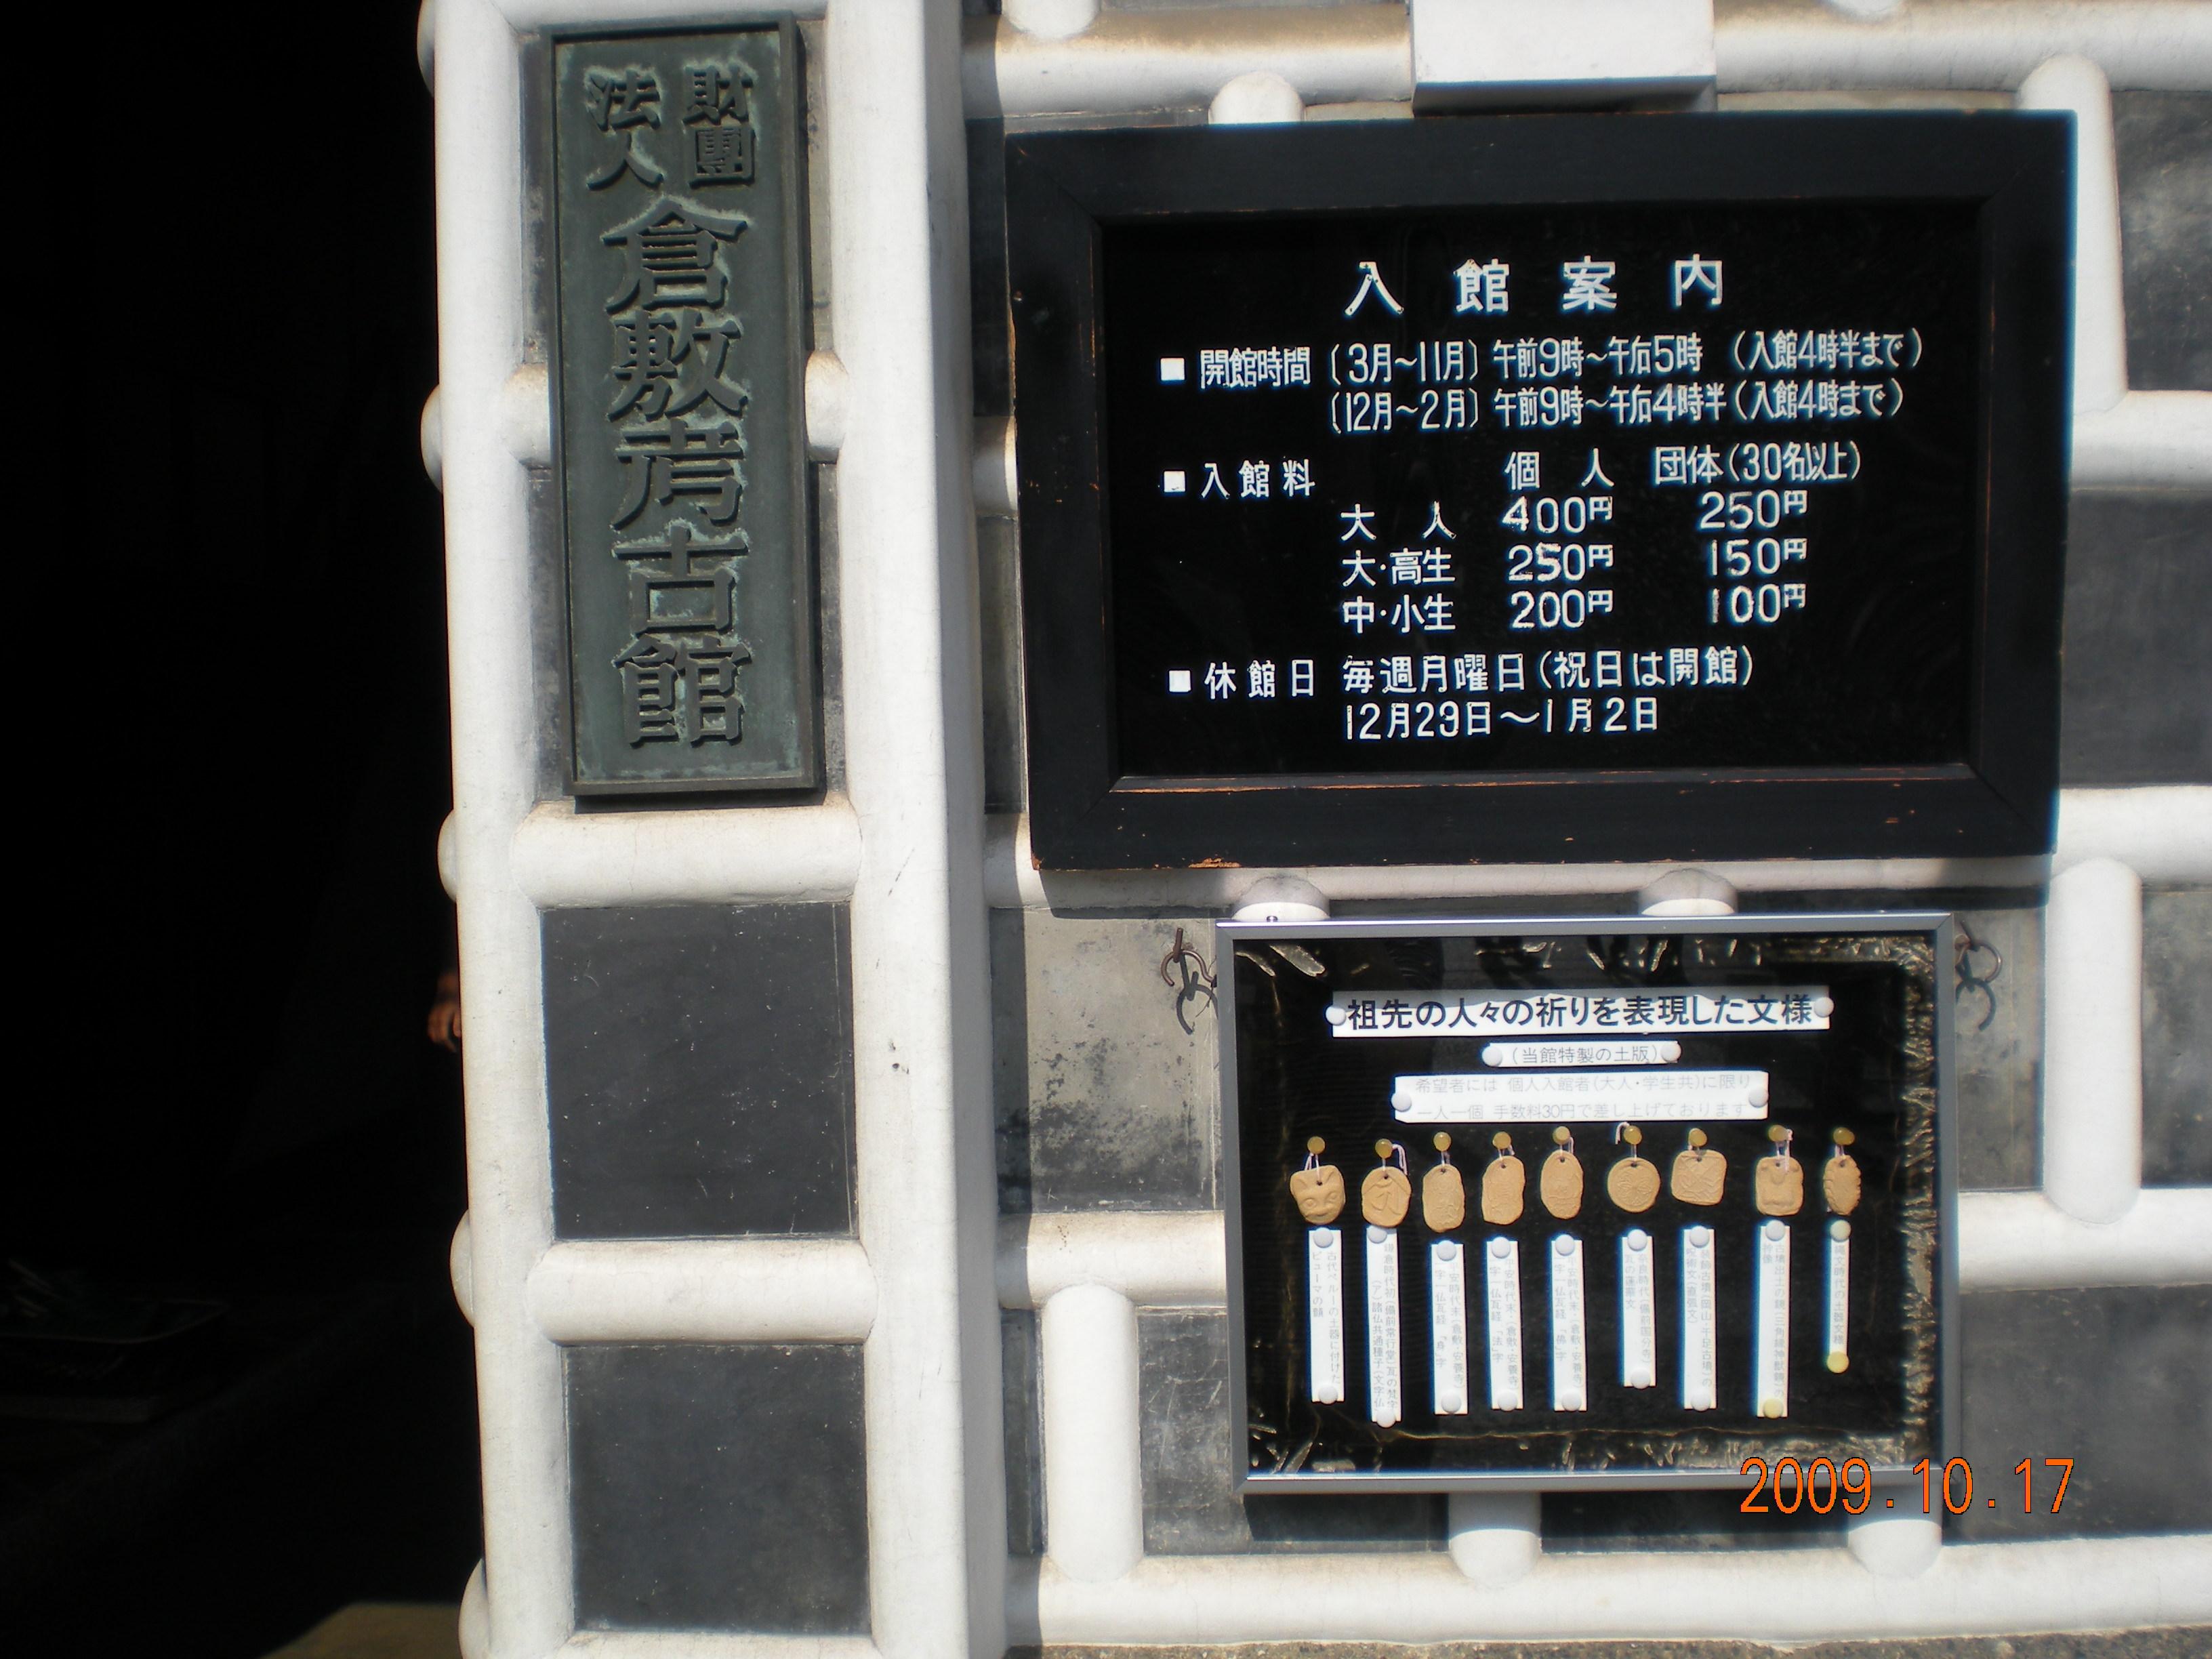 財團
法人
倉敷考古館
入館案内
■開館時間〔3月～11月〕午前9時～午后5時（入館4時半まで）
〔12月～2月〕午前9時～午后4時半（入館4時まで）
■入館料 個人 団体（30名以上）
大人 400円 250円
大・高生 250円 150円
中・小生 200円 100円
■休館日 毎週月曜日（祝日は開館）
12月29日～1月2日
祖先の人々の祈りを表現した文様
（当館特製の土版）
希望者には 個人入館者（大人・学生共）に限り
一人一個 手数料30円で差し上げております
縄文時代の土器文様
2009.10.17